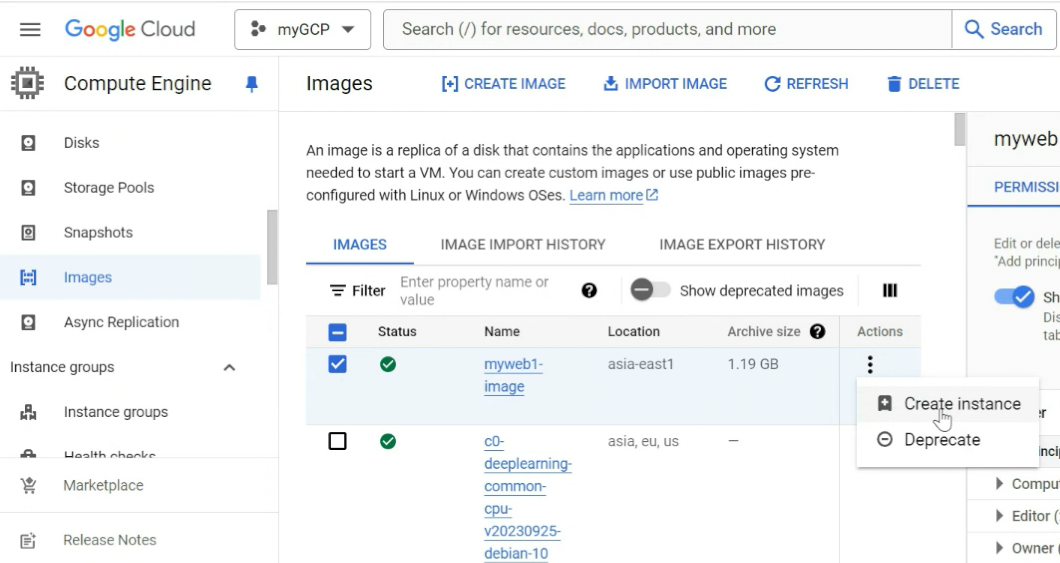 Google Cloud
myGCP
Search (/) for resources, docs, products, and more
Search
Compute Engine
Images
CREATE IMAGE
IMPORT IMAGE
REFRESH
DELETE
Disks
Storage Pools
Snapshots
Images
Async Replication
Instance groups
Instance groups
Health checks
Marketplace
Release Notes
An image is a replica of a disk that contains the applications and operating system
needed to start a VM. You can create custom images or use public images pre-
configured with Linux or Windows OSes. Learn more
IMAGES
IMAGE IMPORT HISTORY
IMAGE EXPORT HISTORY
Filter
Enter property name or
value
Show deprecated images
Status
Name
Location
Archive size
Actions
myweb1-
image
asia-east1
1.19 GB
Create instance
Deprecate
c0-
deeplearning-
common-
cpu-
v20230925-
debian-10
asia, eu, us
—
myweb
PERMISSI
Edit or dele
"Add princip
Sh
Dis
tab
er
incip
Compu
Editor (
Owner (